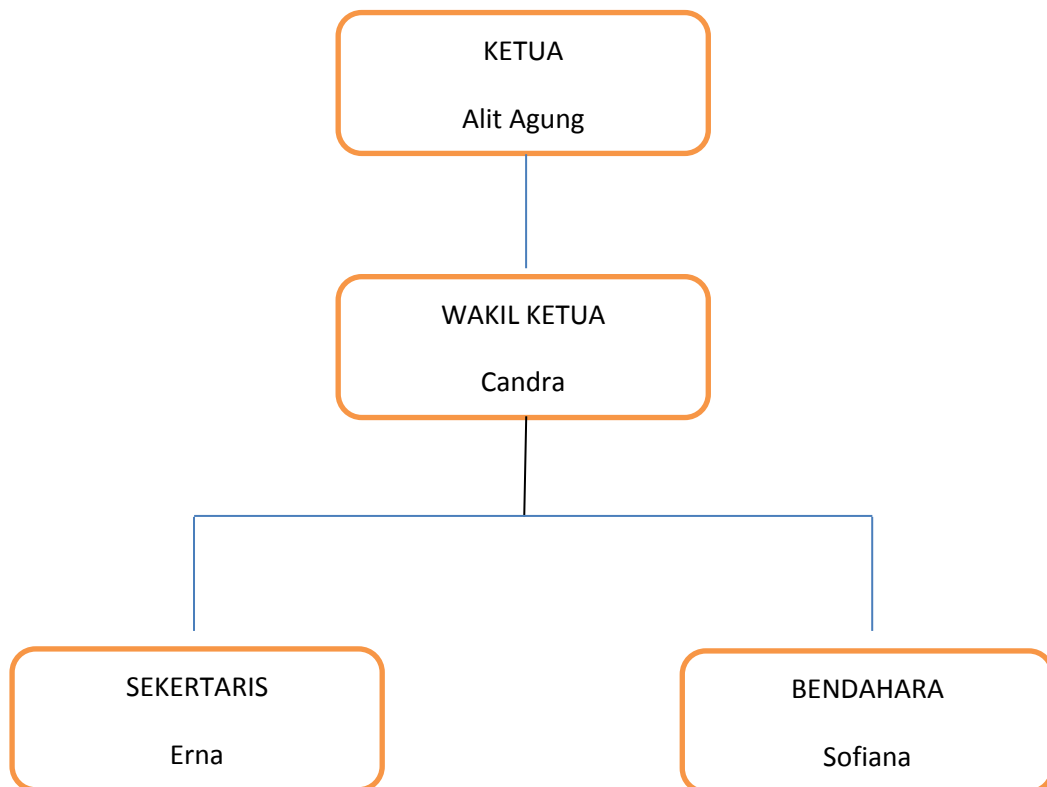 KETUA
Alit Agung
WAKIL KETUA
Candra
SEKERTARIS
Erna
BENDAHARA
Sofiana